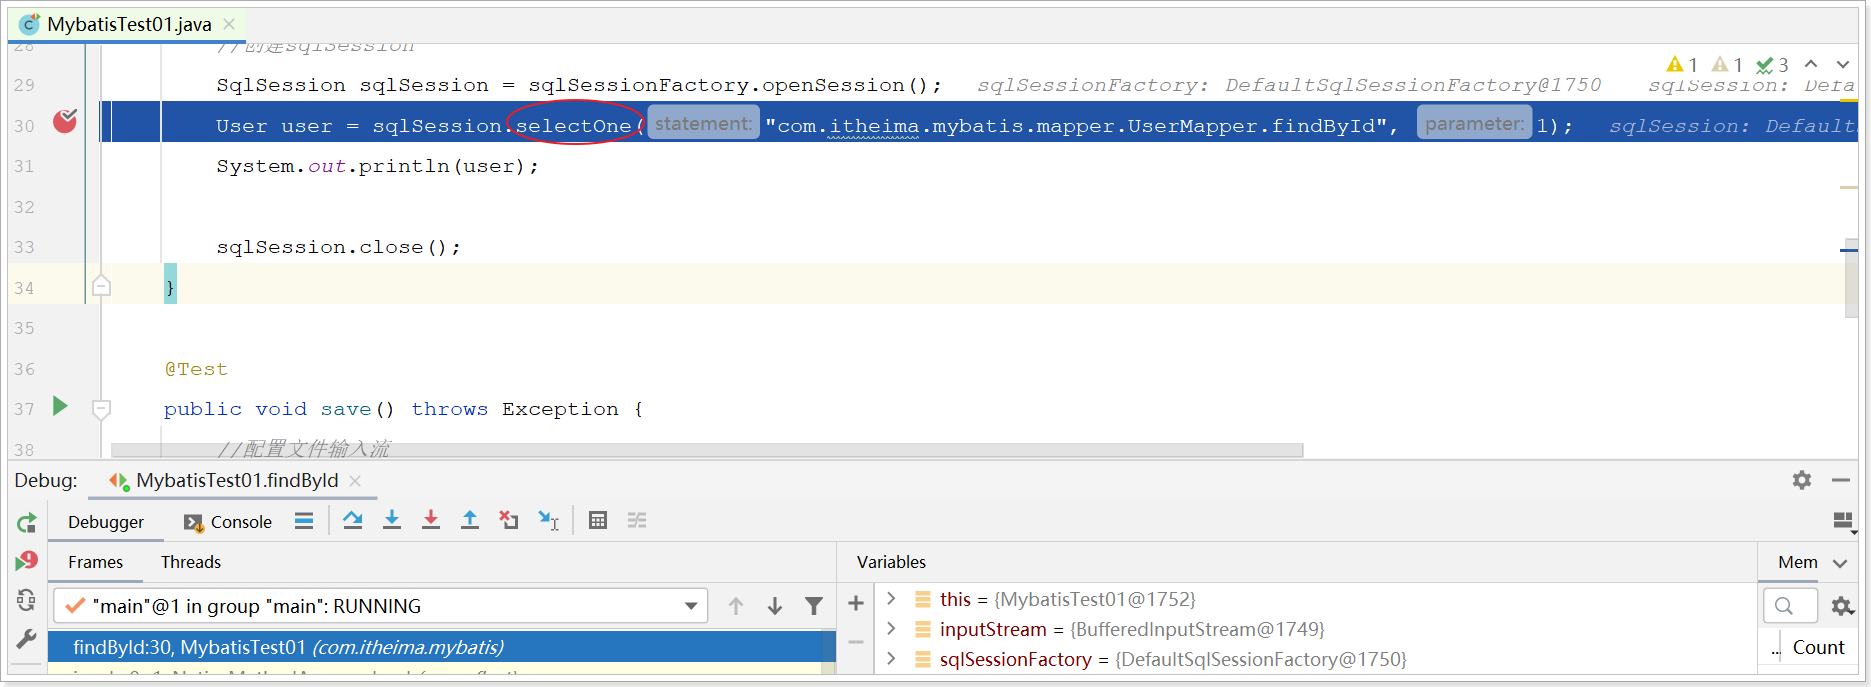 MybatisTest01.java
28 //创建sqlSession
29 SqlSession sqlSession = sqlSessionFactory.openSession(); sqlSessionFactory: DefaultSqlSessionFactory@1750 sqlSession: Defa
1 1 3
30 User user = sqlSession.selectOne( statement: "com.itheima.mybatis.mapper.UserMapper.findById", parameter: 1); sqlSession: Default
31 System.out.println(user);
32
33 sqlSession.close();
34 }
35
36 @Test
37 public void save() throws Exception {
38 //配置文件输入流
Debug: MybatisTest01.findById
Debugger Console
Frames Threads Variables Mem
"main"@1 in group "main": RUNNING
this = {MybatisTest01@1752}
inputStream = {BufferedInputStream@1749}
findById:30, MybatisTest01 (com.itheima.mybatis)
sqlSessionFactory = {DefaultSqlSessionFactory@1750}
... Count